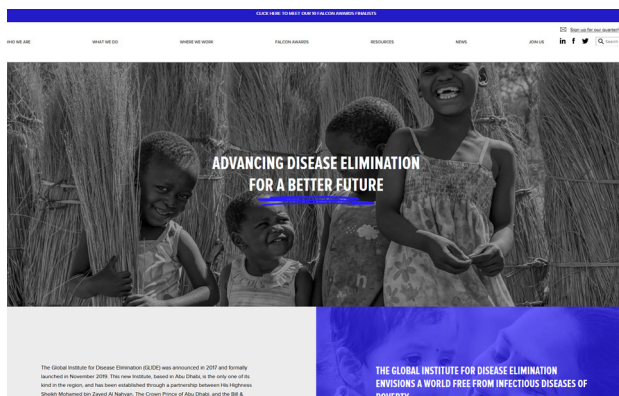 CLICK HERE TO MEET OUR 10 FALCON AWARDS FINALISTS
Sign up for our quarterl
HO WE ARE WHAT WE DO WHERE WE WORK FALCON AWARDS RESOURCES NEWS JOIN US in f Search
ADVANCING DISEASE ELIMINATION
FOR A BETTER FUTURE
The Global Institute for Disease Elimination (GLIDE) was announced in 2017 and formally
launched in November 2019. This new Institute, based in Abu Dhabi, is the only one of its
kind in the region, and has been established through a partnership between His Highness
Sheikh Mohamed bin Zayed Al Nahyan, The Crown Prince of Abu Dhabi, and the Bill &
THE GLOBAL INSTITUTE FOR DISEASE ELIMINATION
ENVISIONS A WORLD FREE FROM INFECTIOUS DISEASES OF
POVERTY